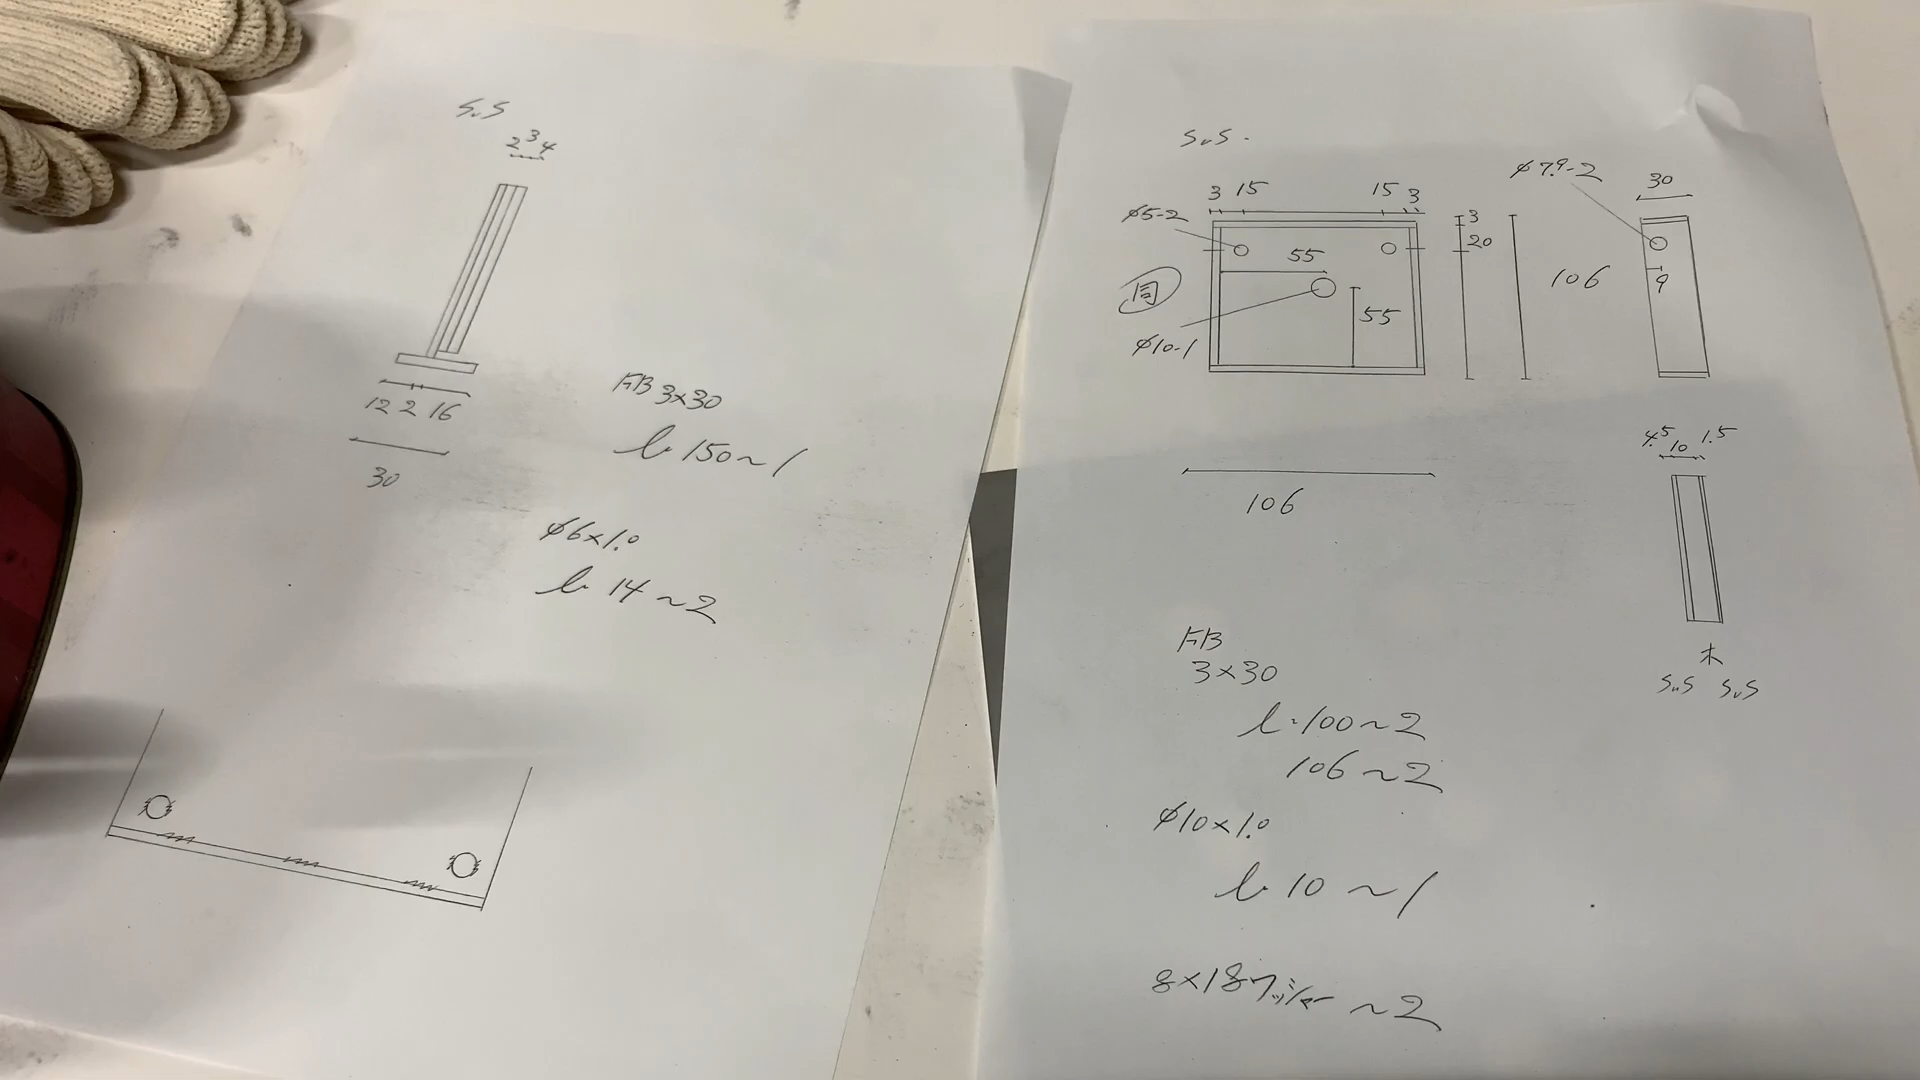 SUS
2 3 4
12 2 16
30
FB 3×30
l 150~1
φ6×1.0
l 14~2
SUS.
3 15 15 3
φ5-2
55
同
φ10-1
55
3
20
106
φ7.9-2
30
9
106
4.5 10 1.5
木
SUS SUS
FB
3×30
l=100~2
106~2
φ10×1.0
l 10~1
8×18 ワッシャー ~2